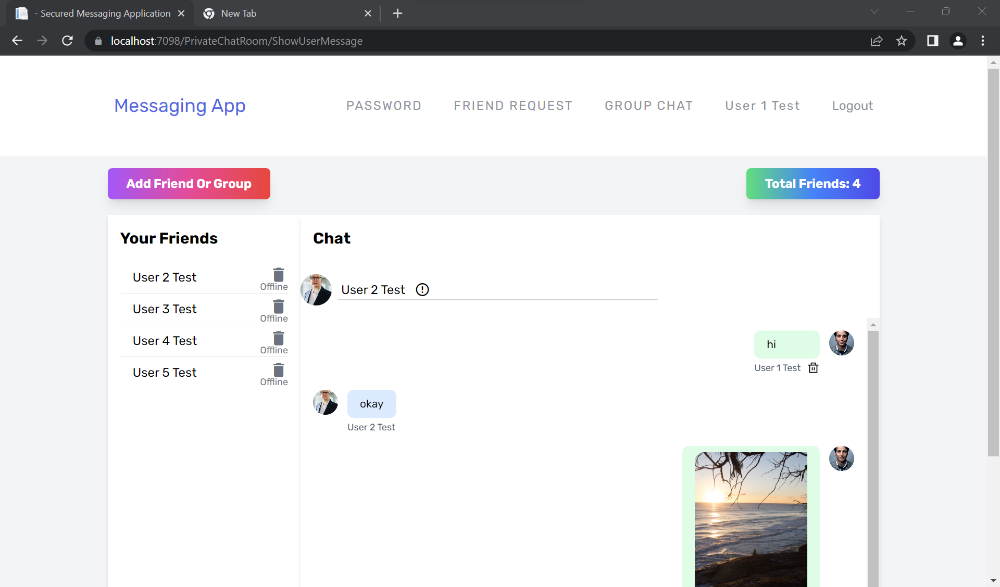 - Secured Messaging Application
New Tab
localhost:7098/PrivateChatRoom/ShowUserMessage
Messaging App
PASSWORD
FRIEND REQUEST
GROUP CHAT
User 1 Test
Logout
Add Friend Or Group
Total Friends: 4
Your Friends
User 2 Test
Offline
User 3 Test
Offline
User 4 Test
Offline
User 5 Test
Offline
Chat
User 2 Test
hi
User 1 Test
okay
User 2 Test